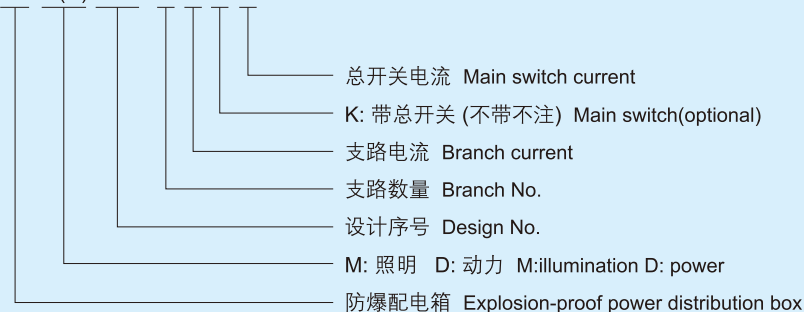 总开关电流 Main switch current
K: 带总开关 (不带不注) Main switch(optional)
支路电流 Branch current
支路数量 Branch No.
设计序号 Design No.
M: 照明 D: 动力 M:illumination D: power
防爆配电箱 Explosion-proof power distribution box